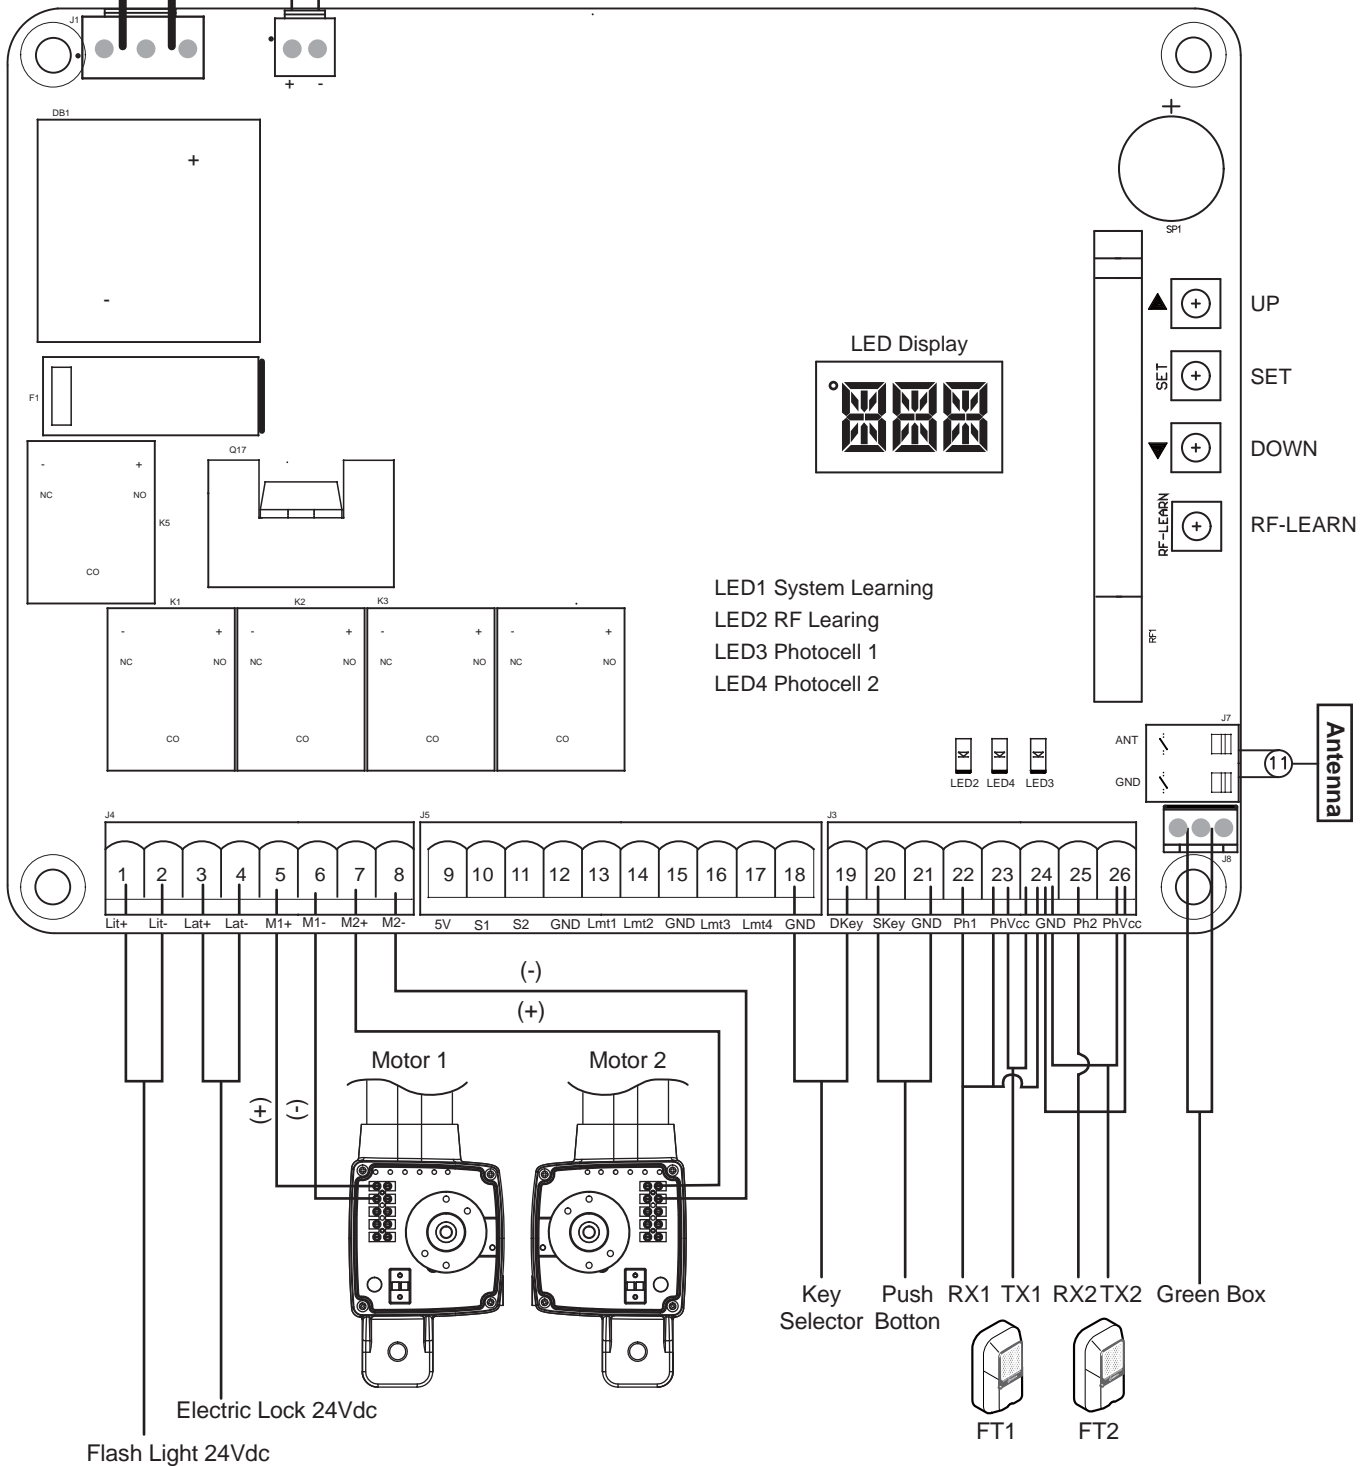 J1
+ -
DB1
+
-
SP1
UP
SET
SET
DOWN
RF-LEARN
RF-LEARN
LED Display
F1
Q17
- +
NC NO
K5
CO
K1 K2 K3
- + - + - + - +
NC NO NC NO NC NO NC NO
CO CO CO CO
LED1 System Learning
LED2 RF Learing
LED3 Photocell 1
LED4 Photocell 2
RF1
J7
ANT
GND
11
Antenna
LED2 LED4 LED3
J8
J4 J5 J3
1 2 3 4 5 6 7 8 9 10 11 12 13 14 15 16 17 18 19 20 21 22 23 24 25 26
Lit+ Lit- Lat+ Lat- M1+ M1- M2+ M2- 5V S1 S2 GND Lmt1 Lmt2 GND Lmt3 Lmt4 GND DKey SKey GND Ph1 PhVcc GND Ph2 PhVcc
(-)
(+)
Motor 1 Motor 2
(+) (-)
Key Selector
Push Botton
RX1 TX1 RX2 TX2 Green Box
FT1 FT2
Electric Lock 24Vdc
Flash Light 24Vdc